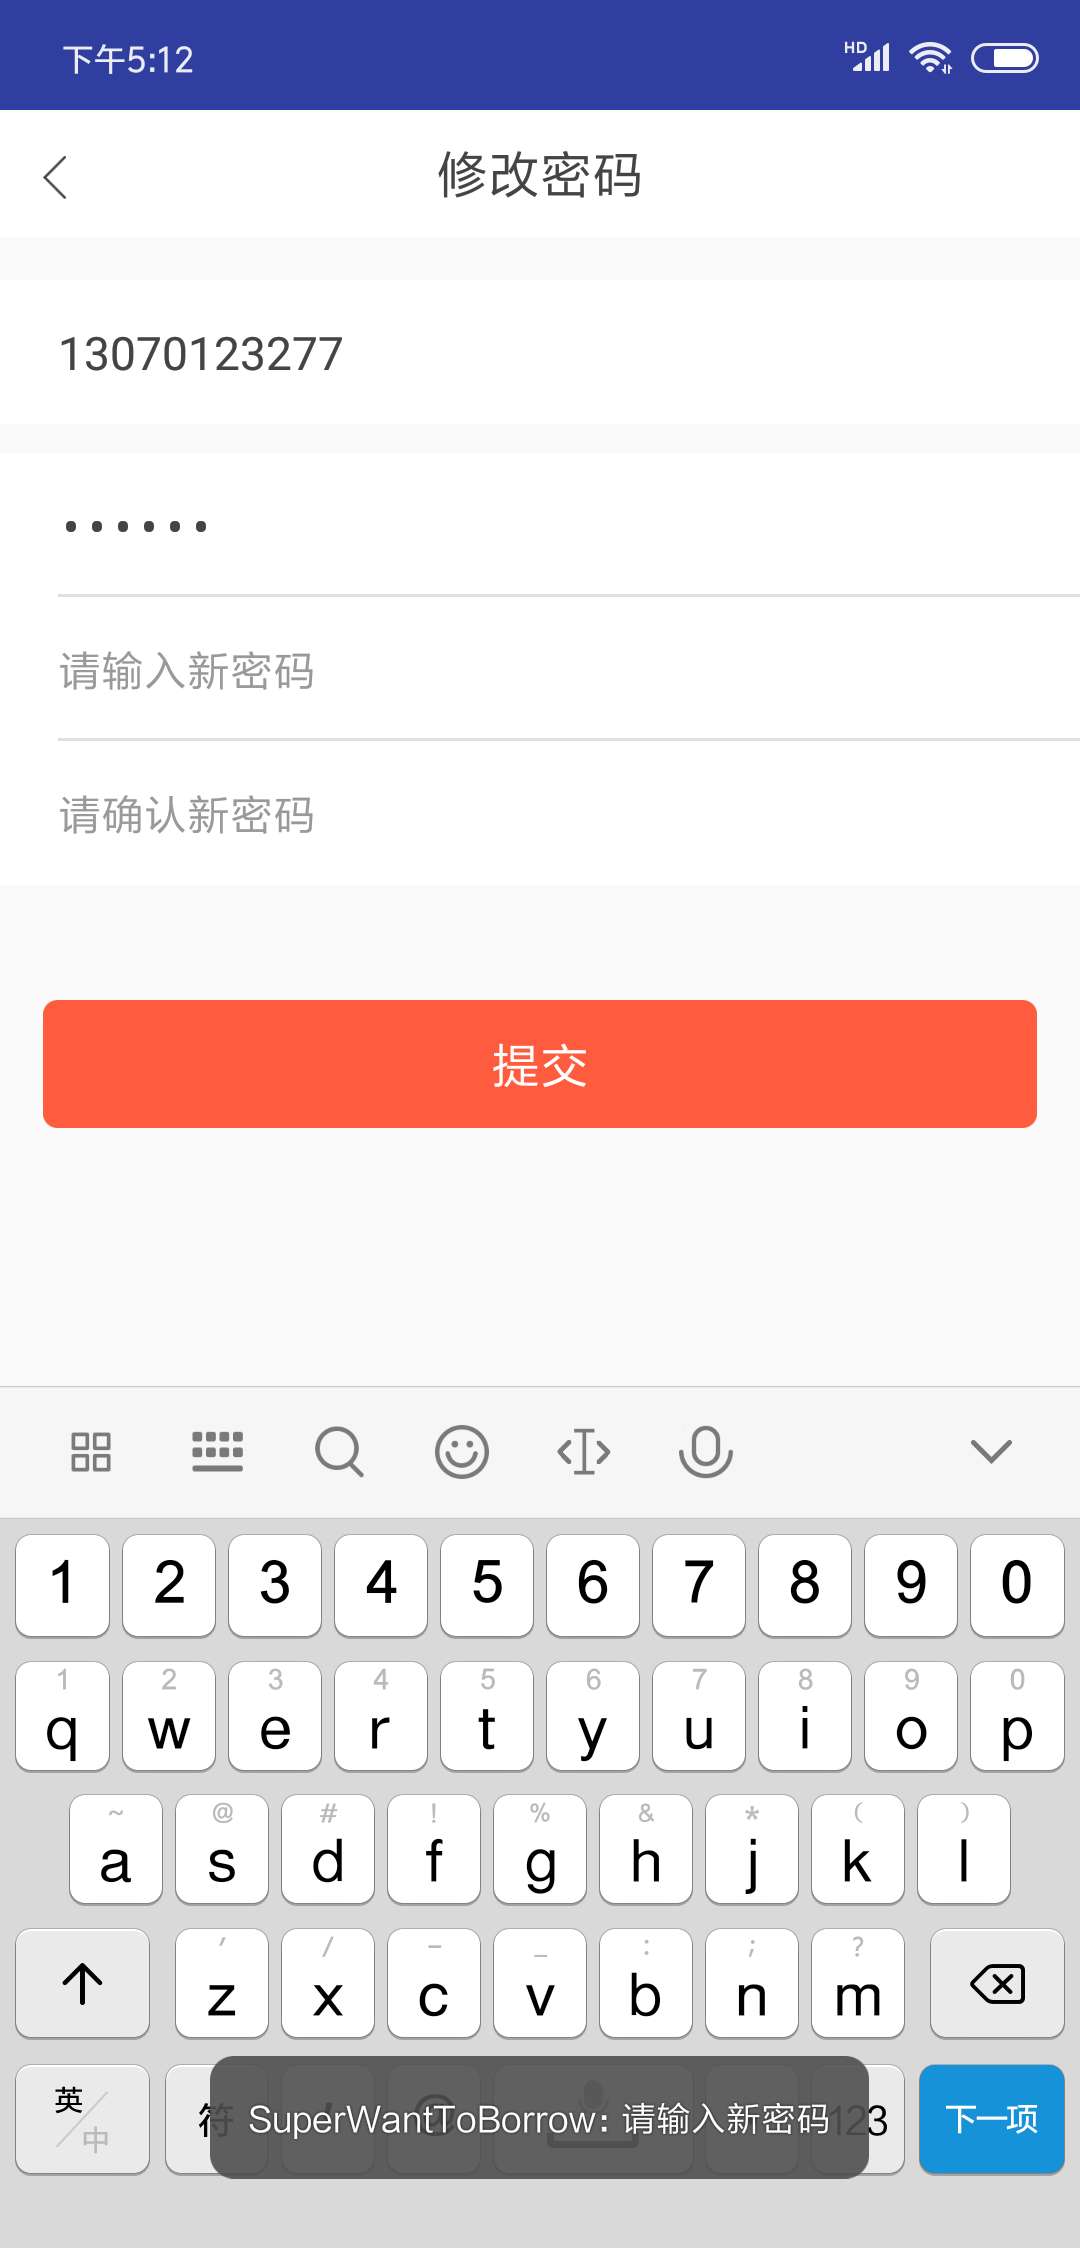 下午5:12
HD
修改密码
13070123277
••••••
请输入新密码
请确认新密码
提交
1 2 3 4 5 6 7 8 9 0
1 2 3 4 5 6 7 8 9 0
q w e r t y u i o p
~ @ # ! % & * ( )
a s d f g h j k l
' / - _ : ; ?
z x c v b n m
英/中 符 123 下一项
SuperWantToBorrow: 请输入新密码